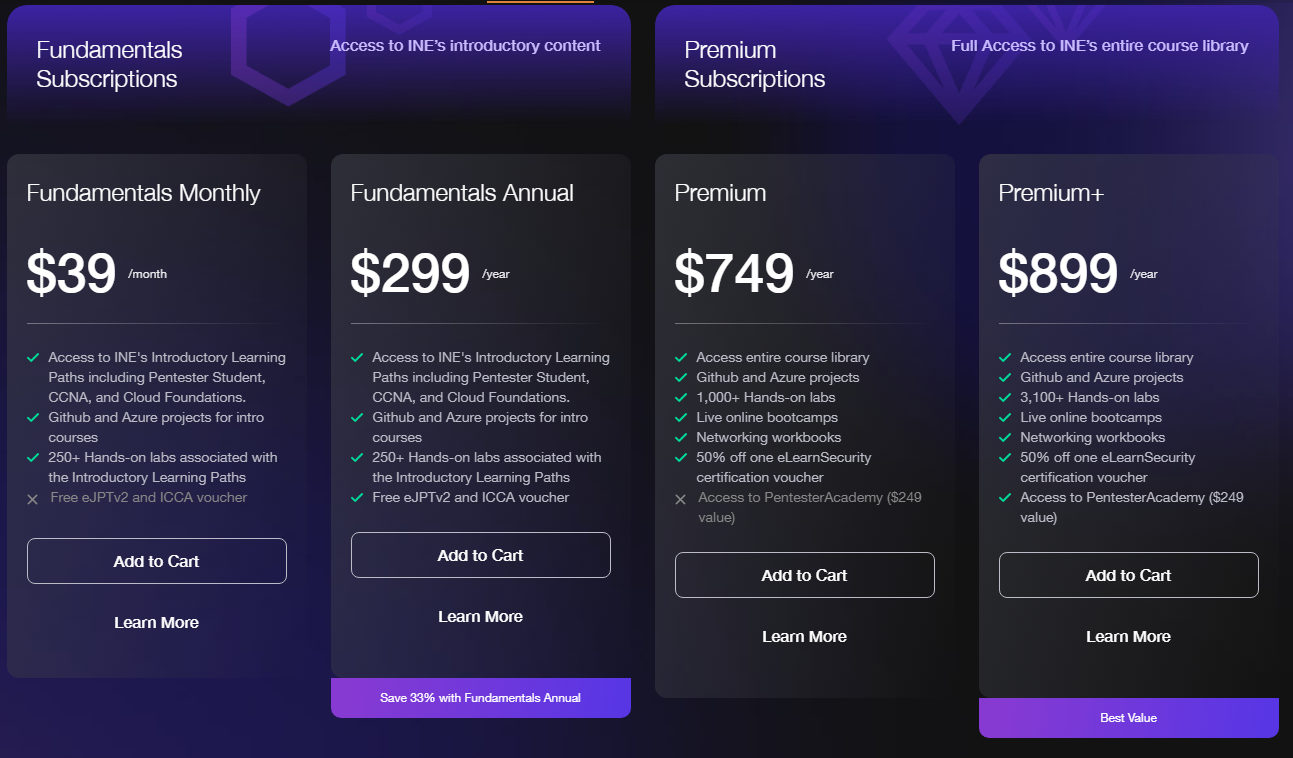 Fundamentals
Subscriptions
Access to INE's introductory content
Premium
Subscriptions
Full Access to INE's entire course library
Fundamentals Monthly
$39 /month
Access to INE's Introductory Learning
Paths including Pentester Student,
CCNA, and Cloud Foundations.
Github and Azure projects for intro
courses
250+ Hands-on labs associated with
the Introductory Learning Paths
Free eJPTv2 and ICCA voucher
Add to Cart
Learn More
Fundamentals Annual
$299 /year
Access to INE's Introductory Learning
Paths including Pentester Student,
CCNA, and Cloud Foundations.
Github and Azure projects for intro
courses
250+ Hands-on labs associated with
the Introductory Learning Paths
Free eJPTv2 and ICCA voucher
Add to Cart
Learn More
Save 33% with Fundamentals Annual
Premium
$749 /year
Access entire course library
Github and Azure projects
1,000+ Hands-on labs
Live online bootcamps
Networking workbooks
50% off one eLearnSecurity
certification voucher
Access to PentesterAcademy ($249
value)
Add to Cart
Learn More
Premium+
$899 /year
Access entire course library
Github and Azure projects
3,100+ Hands-on labs
Live online bootcamps
Networking workbooks
50% off one eLearnSecurity
certification voucher
Access to PentesterAcademy ($249
value)
Add to Cart
Learn More
Best Value